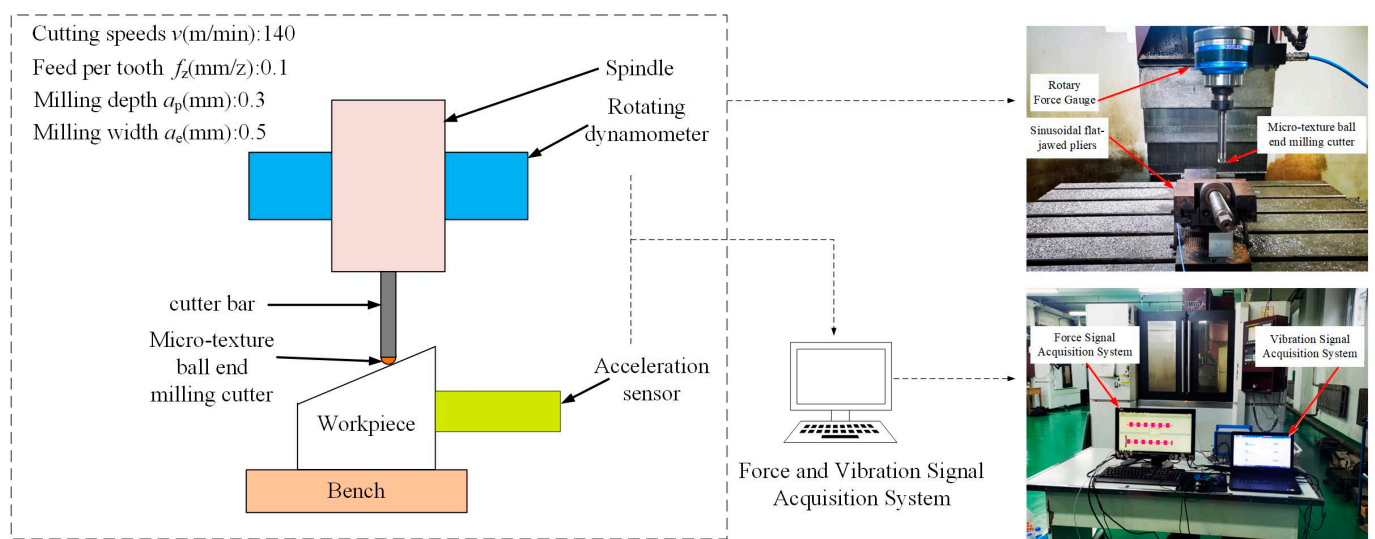 Cutting speeds v(m/min):140
Feed per tooth fz(mm/z):0.1
Milling depth ap(mm):0.3
Milling width ae(mm):0.5
Spindle
Rotating
dynamometer
cutter bar
Micro-texture
ball end
milling cutter
Workpiece
Acceleration
sensor
Bench
Force and Vibration Signal
Acquisition System
Rotary
Force Gauge
Sinusoidal flat-
jawed pliers
KISTLER
Micro-texture ball
end milling cutter
Force Signal
Acquisition System
Vibration Signal
Acquisition System